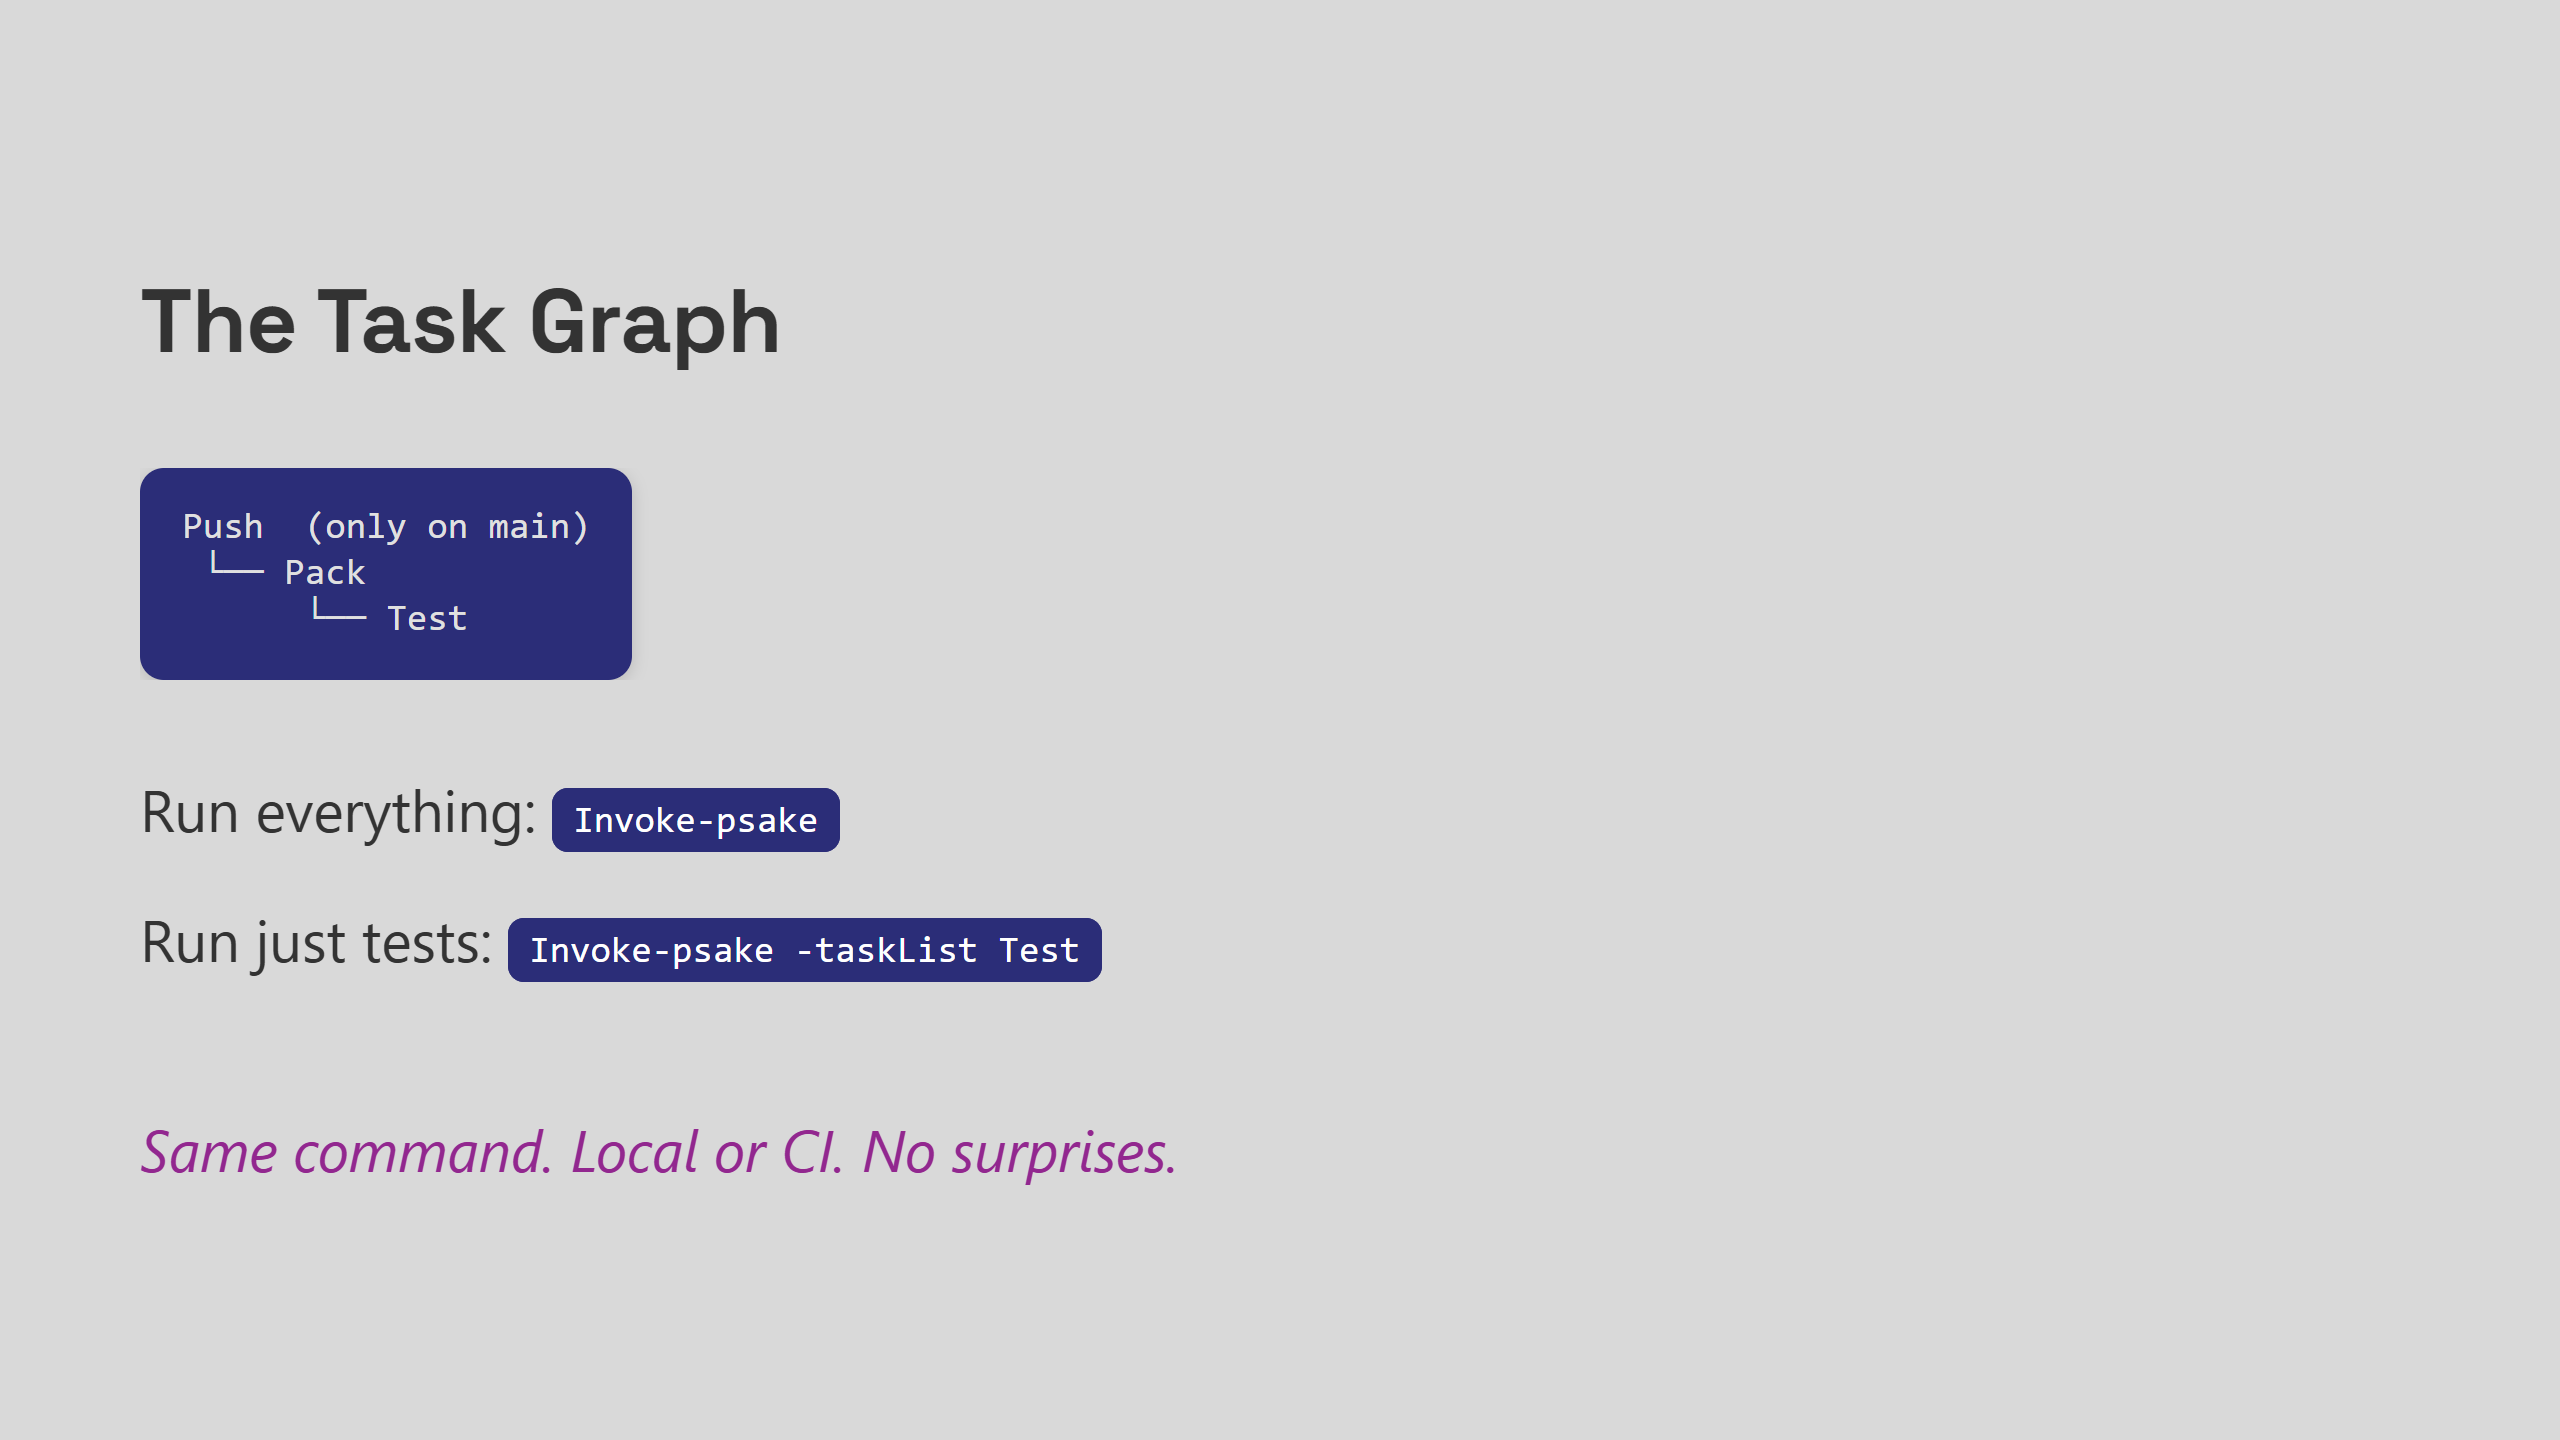 The Task Graph
Push  (only on main)
 └── Pack
      └── Test
Run everything: Invoke-psake
Run just tests: Invoke-psake -taskList Test
Same command. Local or CI. No surprises.